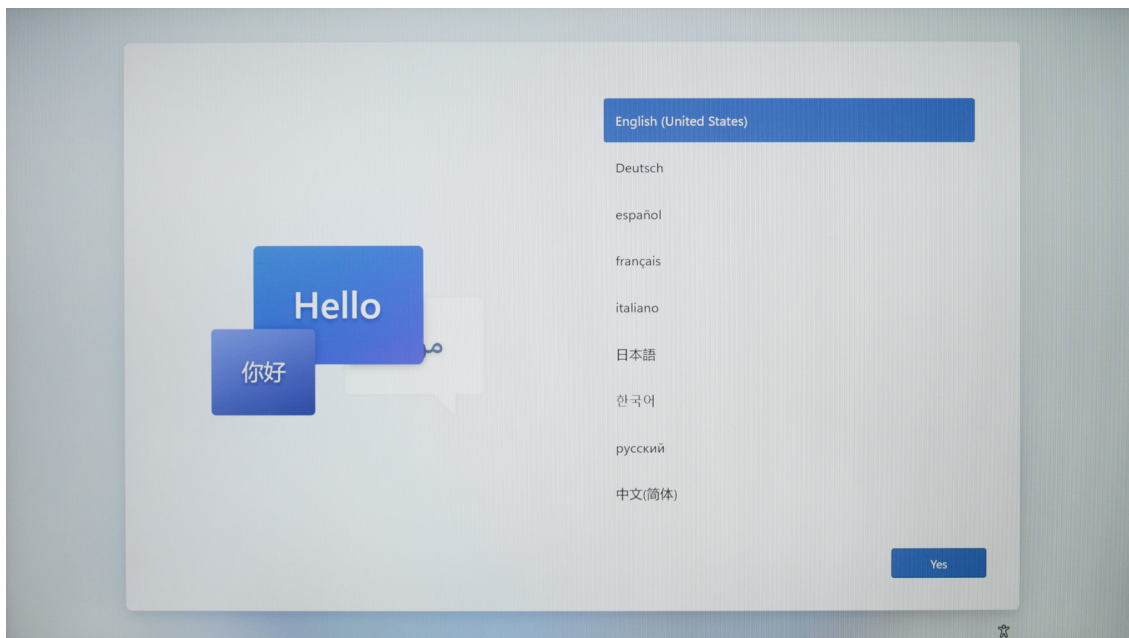 Hello
你好
English (United States)
Deutsch
español
français
italiano
日本語
한국어
русский
中文(简体)
Yes